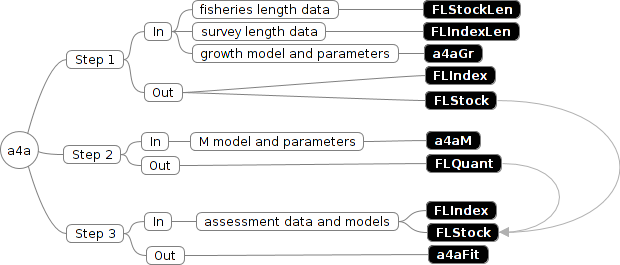 fisheries length data FLStockLen
In survey length data FLIndexLen
growth model and parameters a4aGr
Step 1
FLIndex
Out
FLStock
a4a
In M model and parameters a4aM
Step 2
Out FLQuant
FLIndex
In assessment data and models
Step 3 FLStock
Out a4aFit